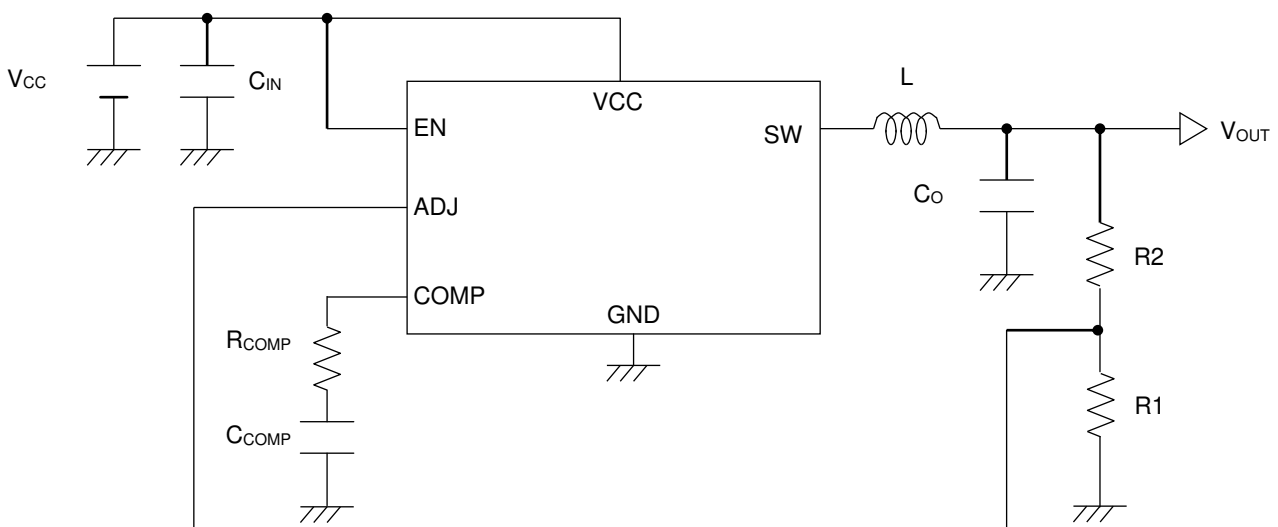 VCC
CIN
VCC
L
EN
SW
VOUT
CO
ADJ
R2
COMP
GND
RCOMP
R1
CCOMP